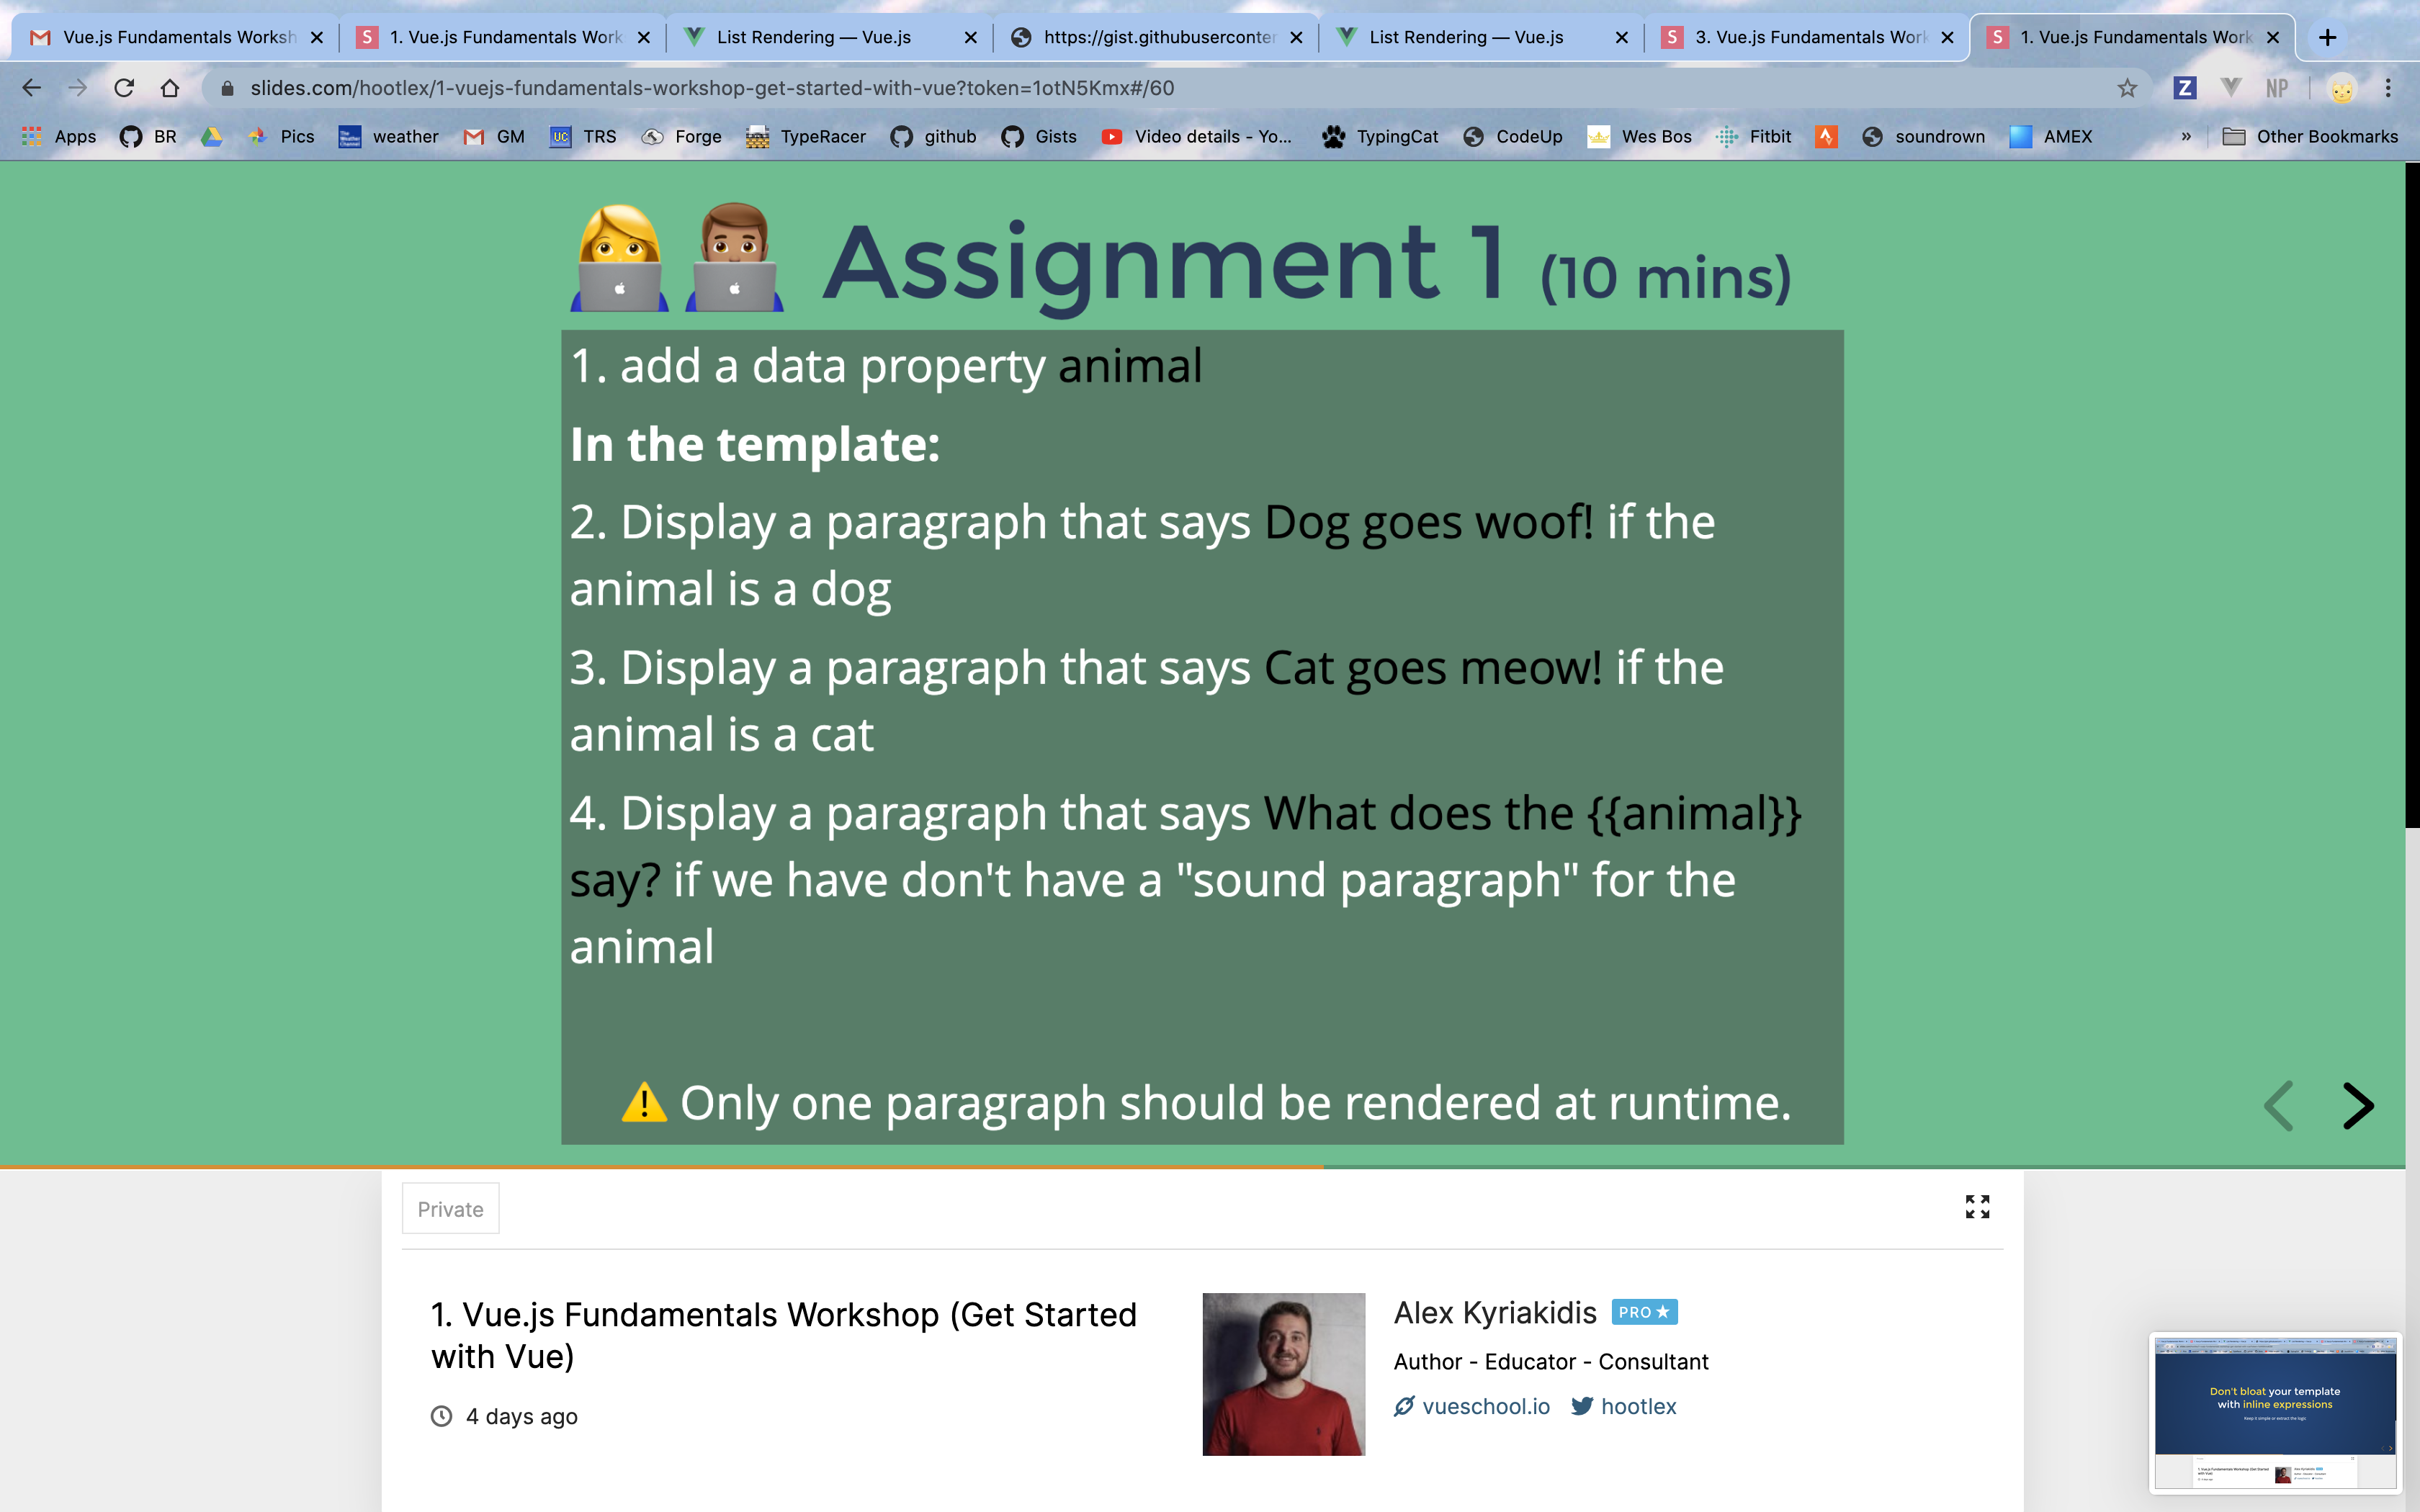 Vue.js Fundamentals Worksh
1. Vue.js Fundamentals Work
List Rendering — Vue.js
https://gist.githubuserconter
List Rendering — Vue.js
3. Vue.js Fundamentals Work
1. Vue.js Fundamentals Work
slides.com/hootlex/1-vuejs-fundamentals-workshop-get-started-with-vue?token=1otN5Kmx#/60
Apps
BR
Pics
weather
GM
TRS
Forge
TypeRacer
github
Gists
Video details - Yo...
TypingCat
CodeUp
Wes Bos
Fitbit
soundrown
AMEX
»
Other Bookmarks
Assignment 1 (10 mins)
1. add a data property animal
In the template:
2. Display a paragraph that says Dog goes woof! if the
animal is a dog
3. Display a paragraph that says Cat goes meow! if the
animal is a cat
4. Display a paragraph that says What does the {{animal}}
say? if we have don't have a "sound paragraph" for the
animal
⚠️ Only one paragraph should be rendered at runtime.
Private
1. Vue.js Fundamentals Workshop (Get Started
with Vue)
4 days ago
Alex Kyriakidis PRO ★
Author - Educator - Consultant
vueschool.io hootlex
Don't bloat your template
with inline expressions
Keep it simple or extract the logic